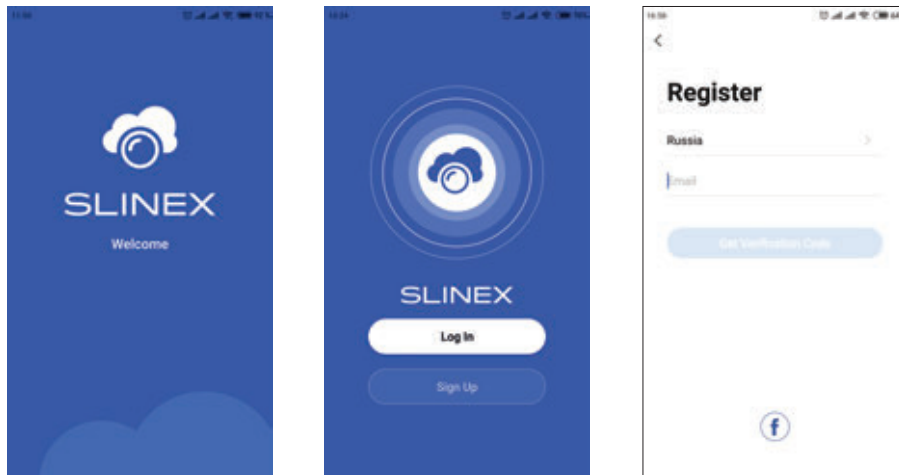 SLINEX
Welcome
SLINEX
Log In
Sign Up
Register
Russia
Email
Get Verification Code
f